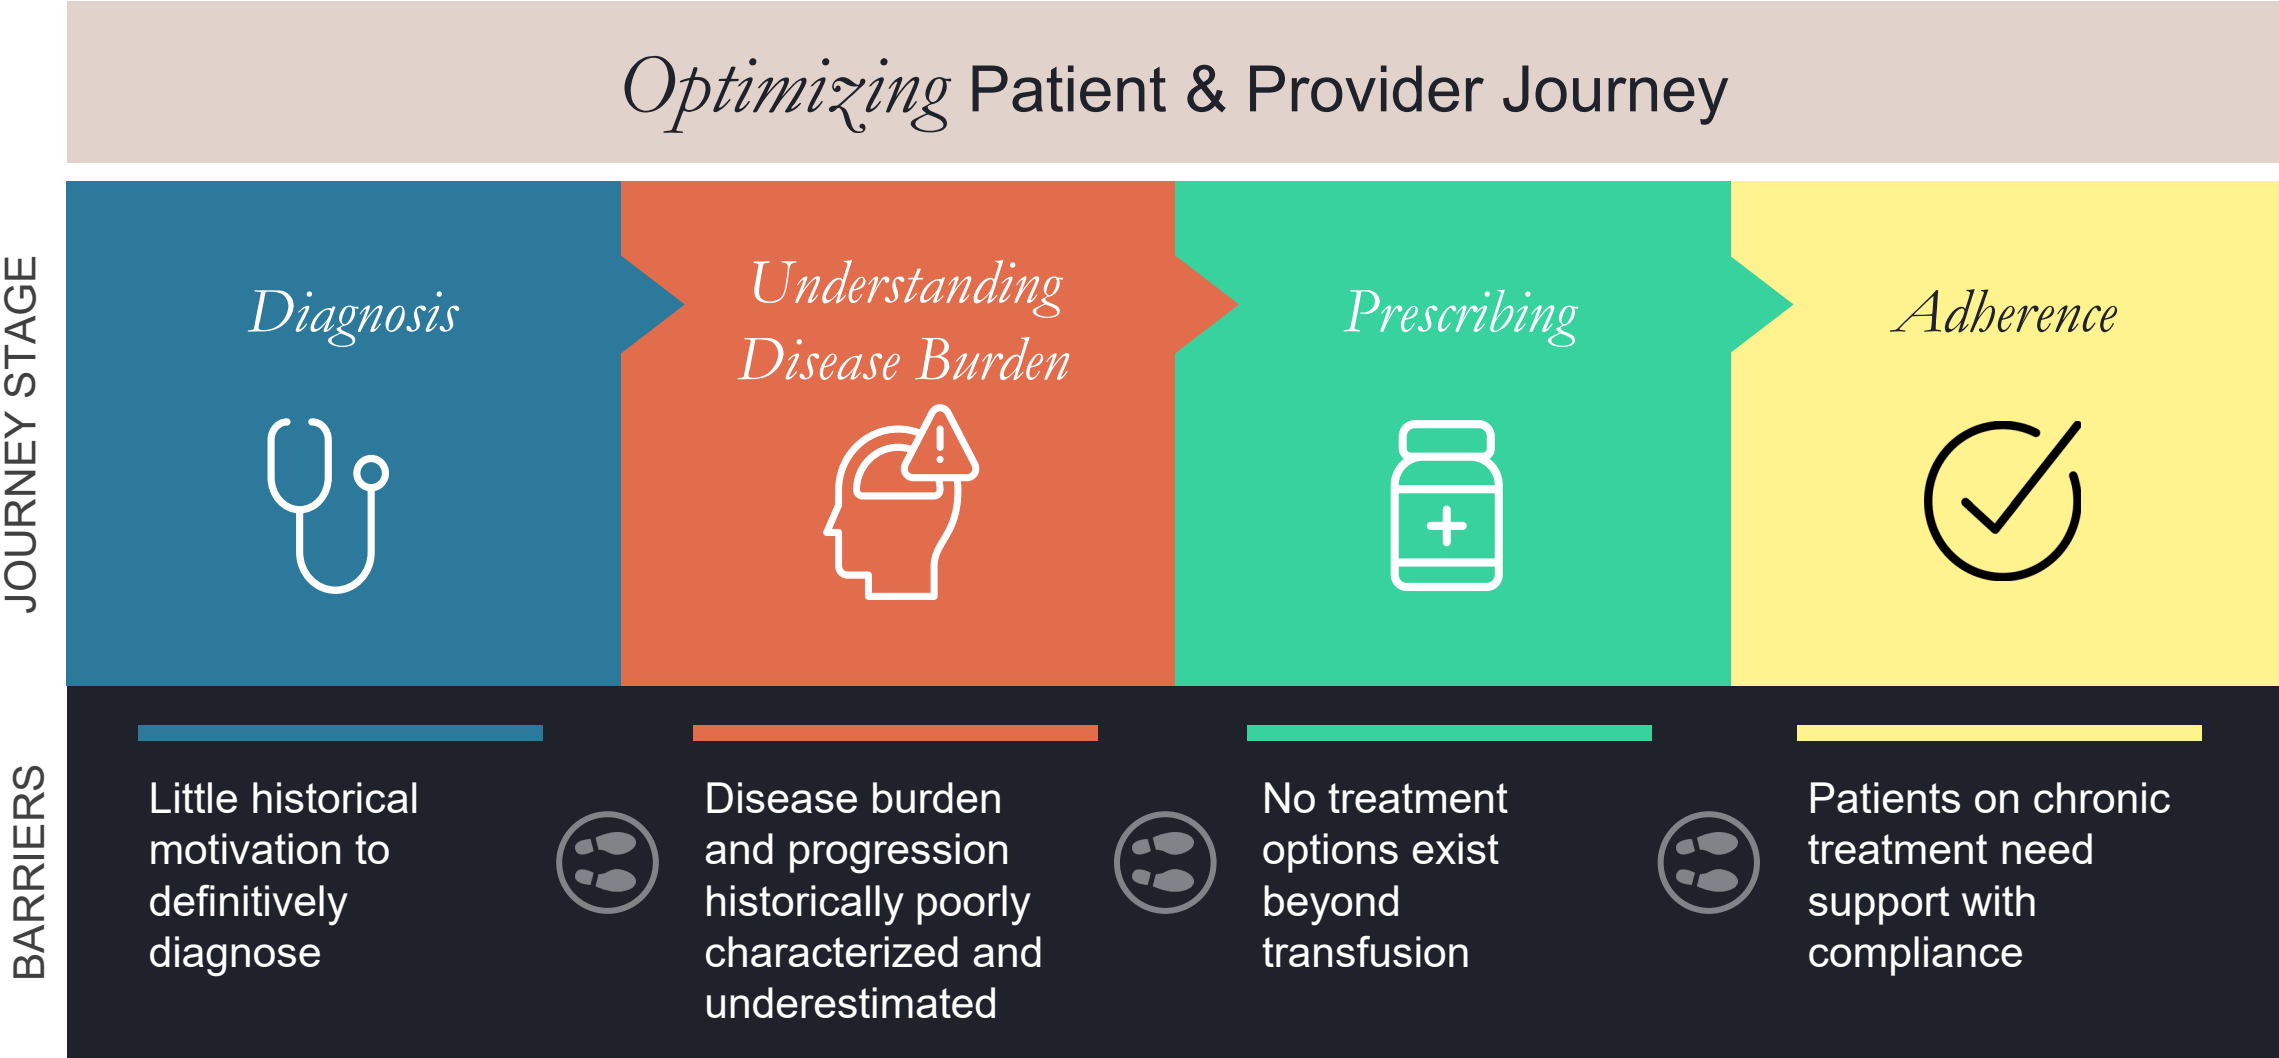 Optimizing Patient & Provider Journey
JOURNEY STAGE
Diagnosis
Understanding
Disease Burden
Prescribing
Adherence
BARRIERS
Little historical
motivation to
definitively
diagnose
Disease burden
and progression
historically poorly
characterized and
underestimated
No treatment
options exist
beyond
transfusion
Patients on chronic
treatment need
support with
compliance